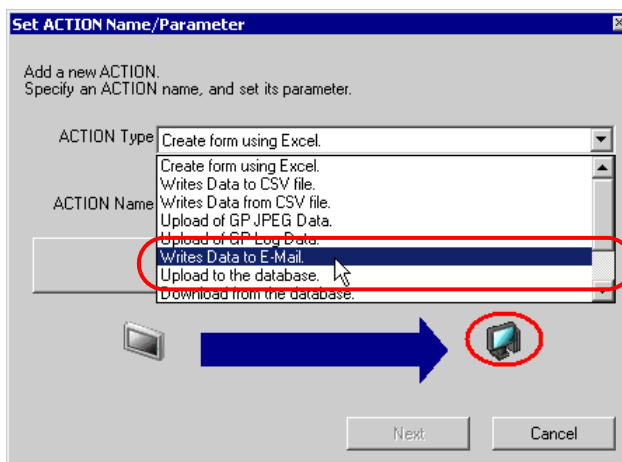 Set ACTION Name/Parameter
Add a new ACTION.
Specify an ACTION name, and set its parameter.
ACTION Type
Create form using Excel.
Create form using Excel.
Writes Data to CSV file.
ACTION Name
Writes Data from CSV file.
Upload of GP JPEG Data.
Upload of GP Log Data.
Writes Data to E-Mail.
Upload to the database.
Download from the database.
Next
Cancel